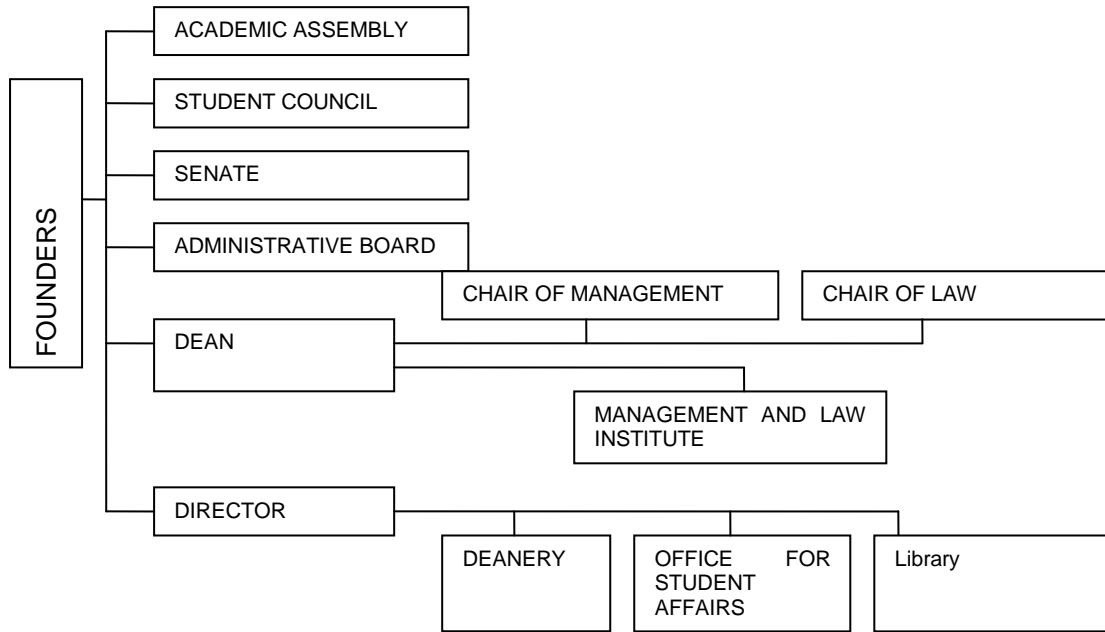 ACADEMIC ASSEMBLY
STUDENT COUNCIL
SENATE
FOUNDERS
ADMINISTRATIVE BOARD
CHAIR OF MANAGEMENT
CHAIR OF LAW
DEAN
MANAGEMENT AND LAW
INSTITUTE
DIRECTOR
DEANERY
OFFICE FOR
STUDENT
AFFAIRS
Library